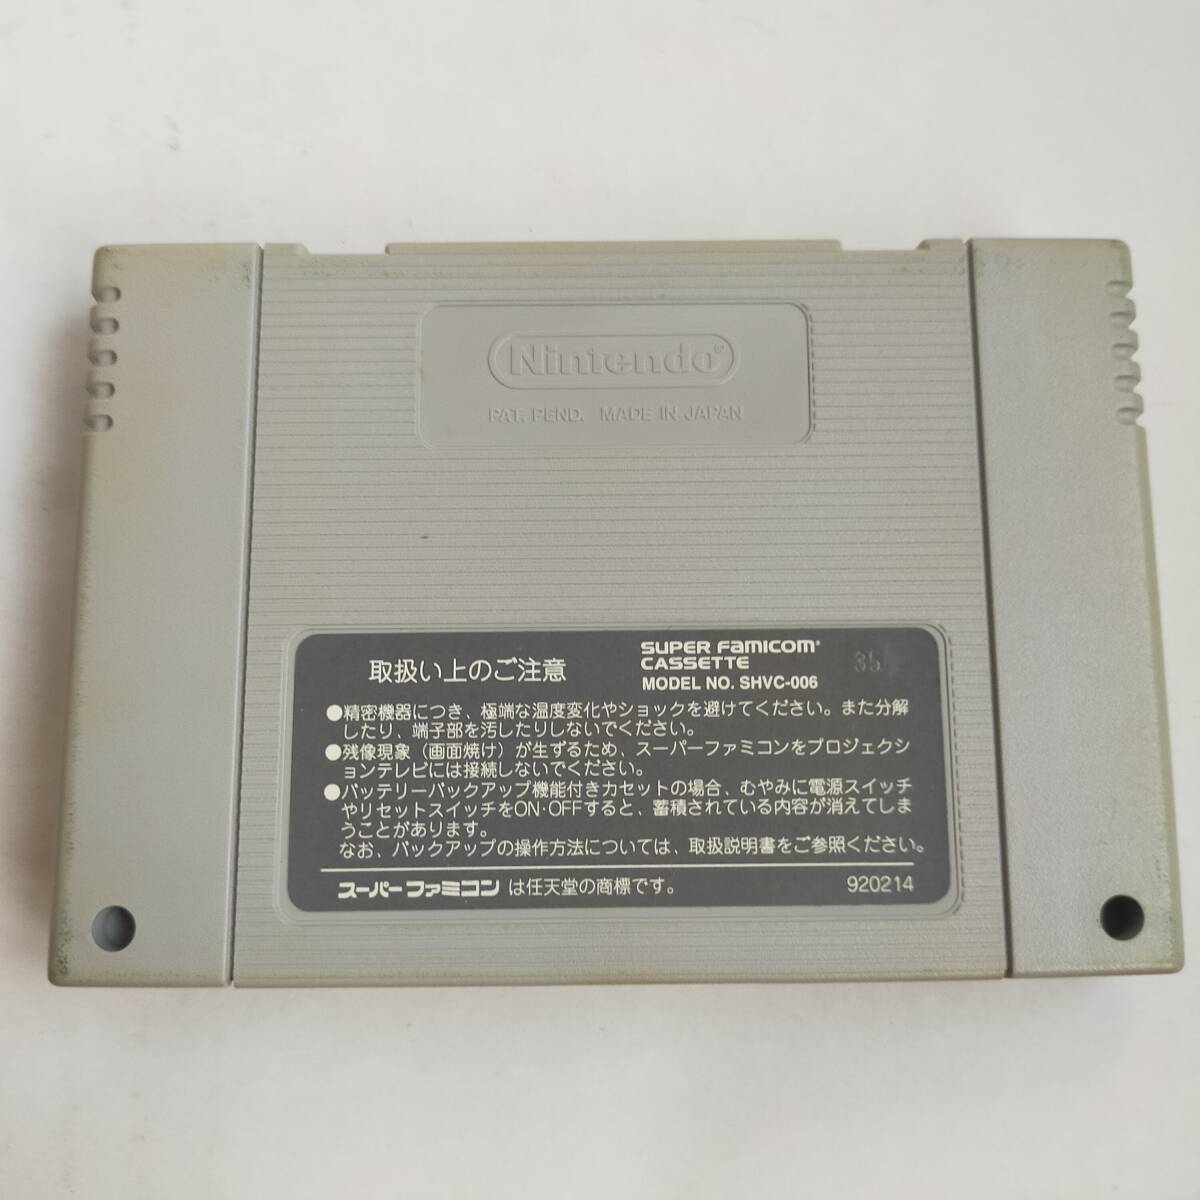 Nintendo®
PAT. PEND. MADE IN JAPAN
取扱い上のご注意
SUPER FAMICOM®
CASSETTE
MODEL NO. SHVC-006
35
●精密機器につき、極端な温度変化やショックを避けてください。また分解
したり、端子部を汚したりしないでください。
●残像現象（画面焼け）が生ずるため、スーパーファミコンをプロジェクシ
ョンテレビには接続しないでください。
●バッテリーバックアップ機能付きカセットの場合、むやみに電源スイッチ
やリセットスイッチをON・OFFすると、蓄積されている内容が消えてしま
うことがあります。
なお、バックアップの操作方法については、取扱説明書をご参照ください。
スーパーファミコン は任天堂の商標です。
920214